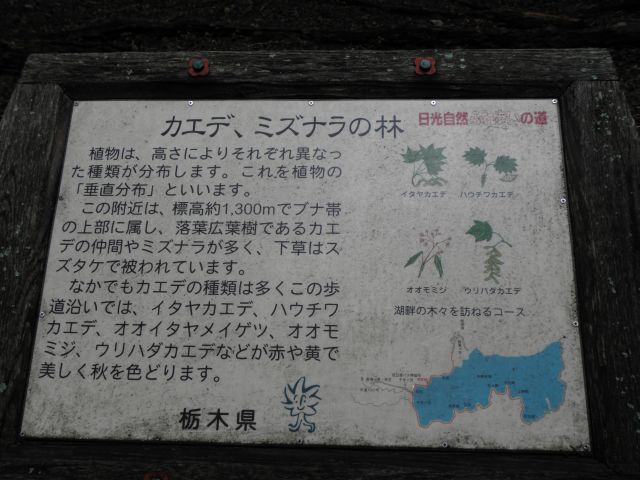 カエデ、ミズナラの林
日光自然ふれあいの道
植物は、高さによりそれぞれ異なっ
た種類が分布します。これを植物の
「垂直分布」といいます。
この附近は、標高約1,300mでブナ帯
の上部に属し、落葉広葉樹であるカエ
デの仲間やミズナラが多く、下草はス
ズタケで被われています。
なかでもカエデの種類は多くこの歩
道沿いでは、イタヤカエデ、ハウチワ
カエデ、オオイタヤメイゲツ、オオモ
ミジ、ウリハダカエデなどが赤や黄で
美しく秋を色どります。
栃木県
イタヤカエデ
ハウチワカエデ
オオモミジ
ウリハダカエデ
湖畔の木々を訪ねるコース